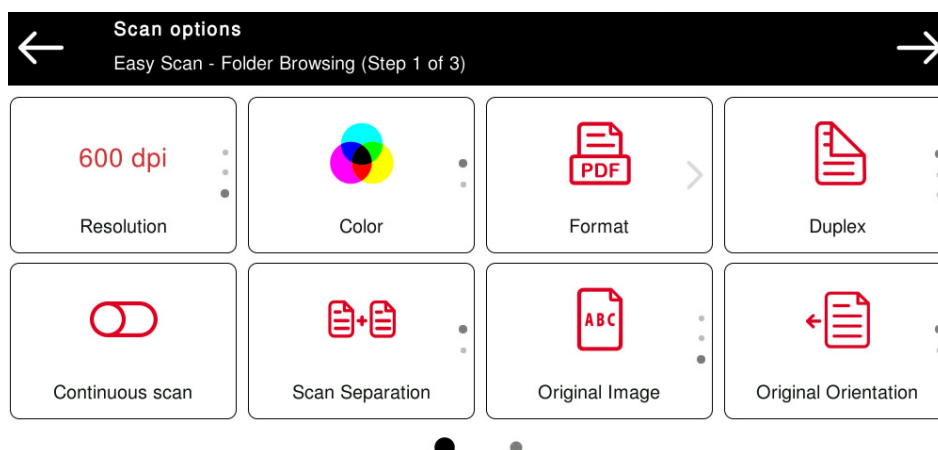 Scan options
Easy Scan - Folder Browsing (Step 1 of 3)
600 dpi
Resolution
Color
PDF
Format
Duplex
Continuous scan
Scan Separation
ABC
Original Image
Original Orientation